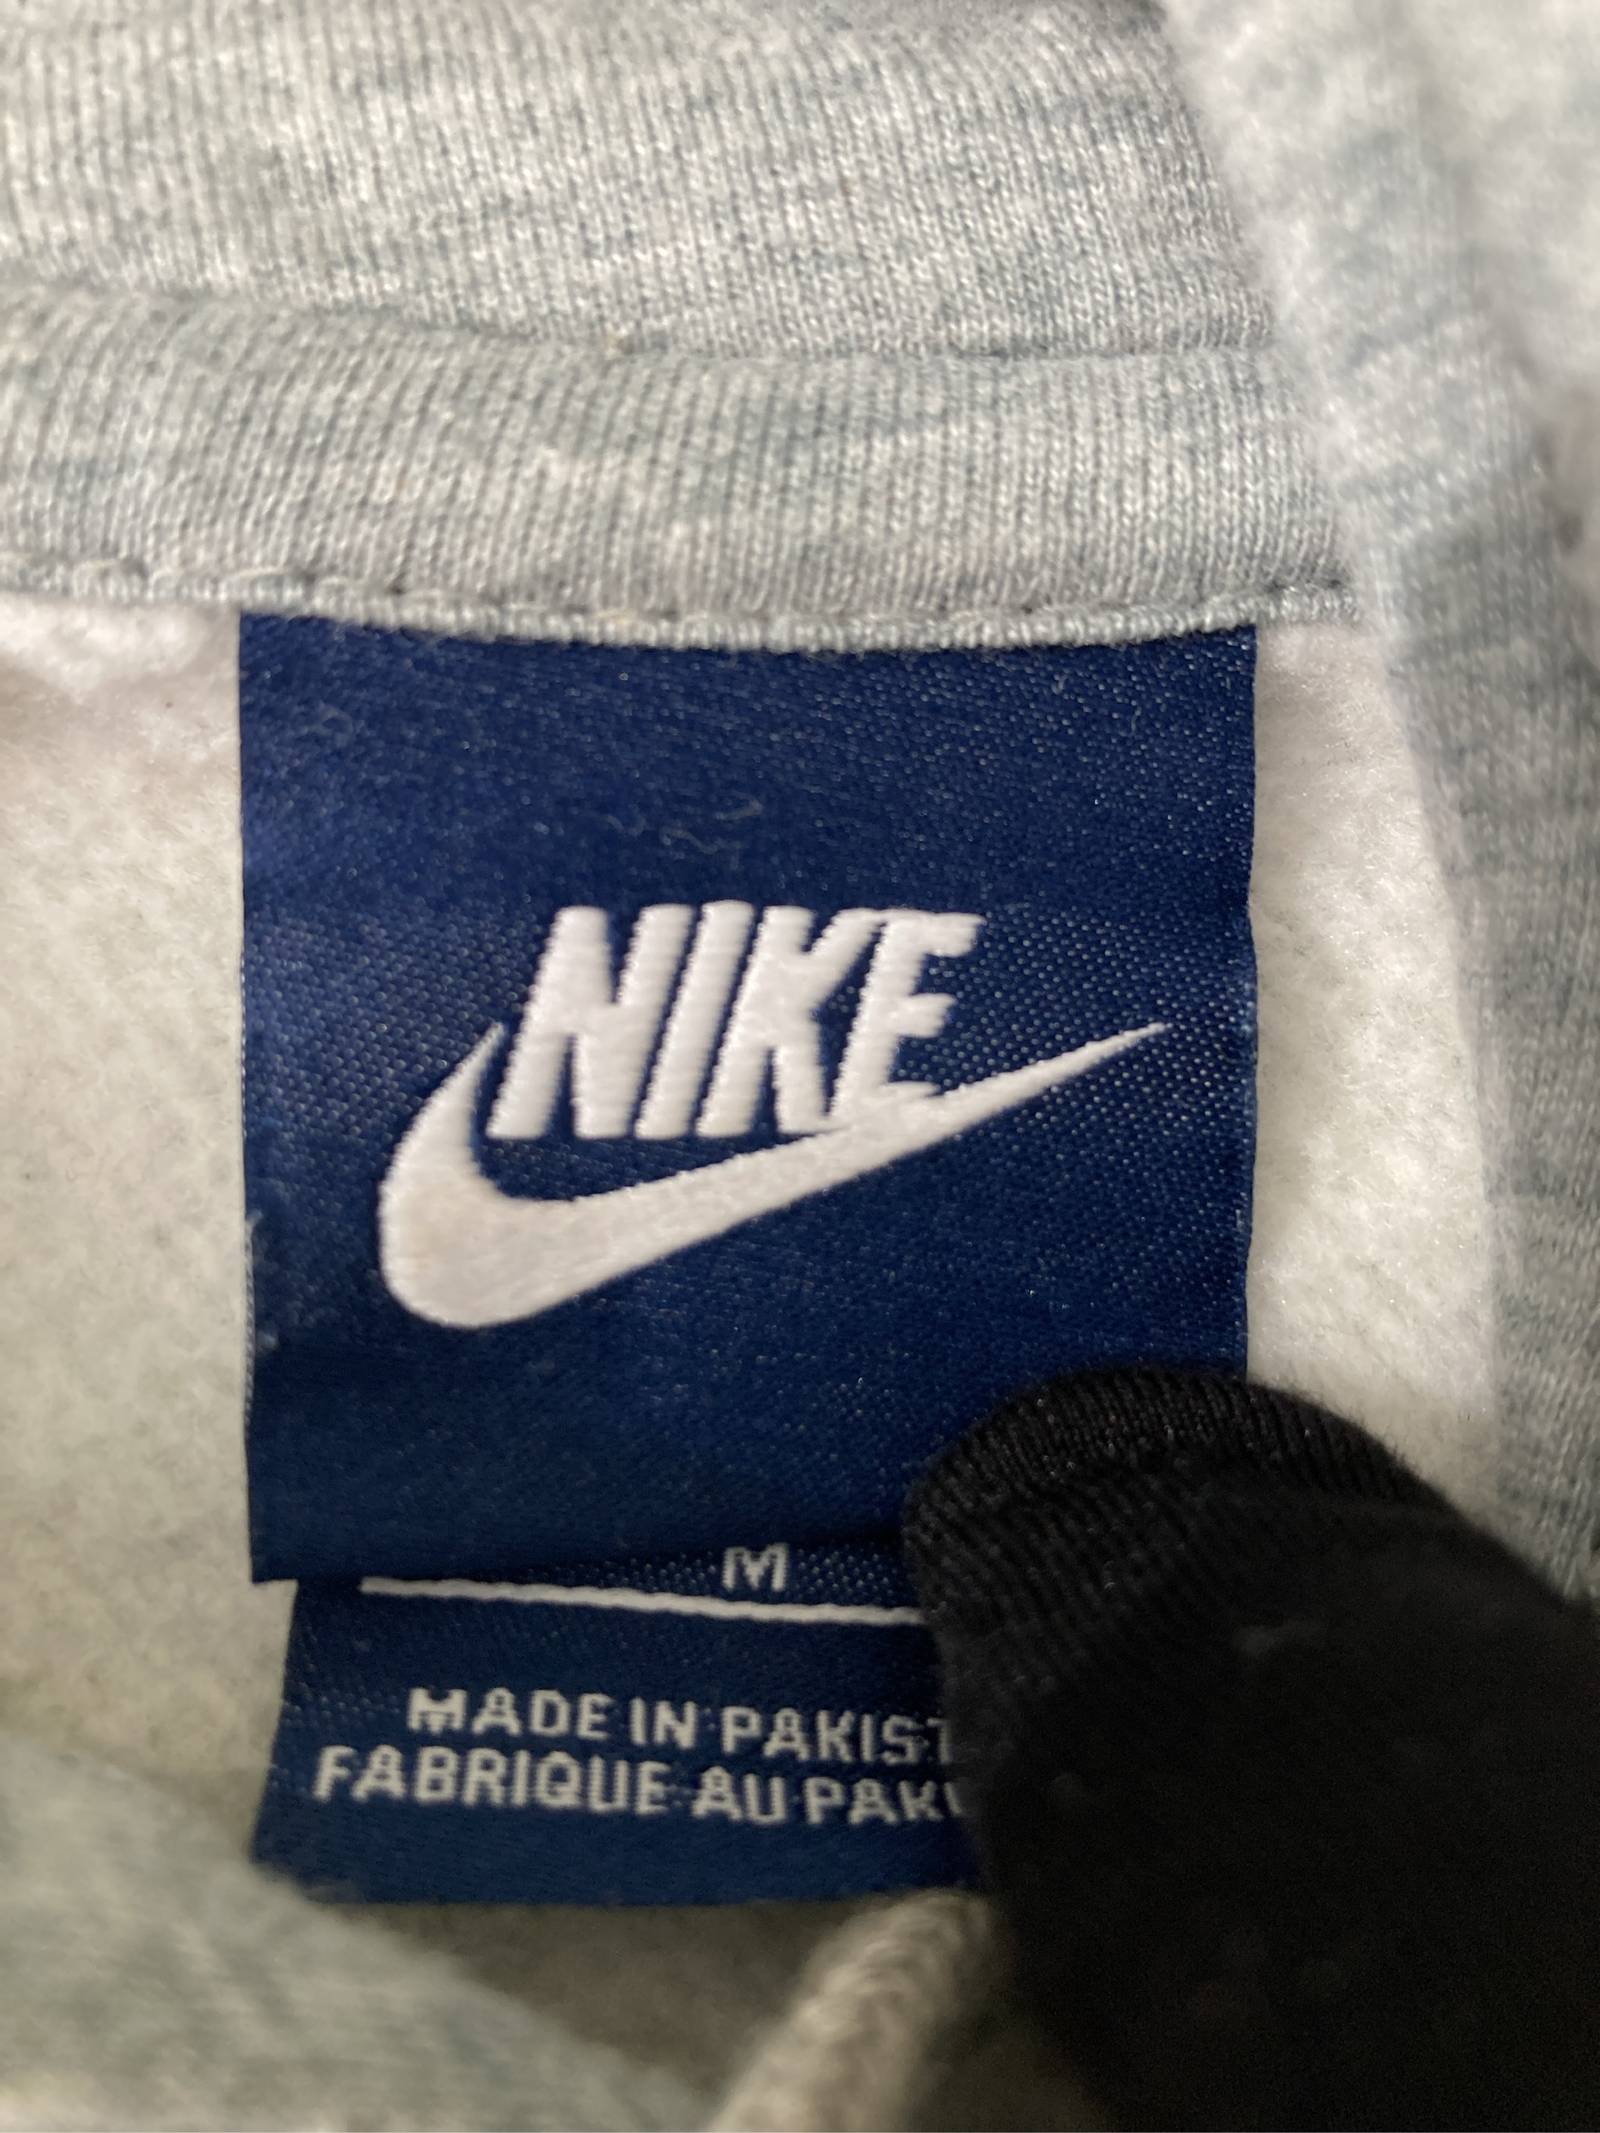 NIKE
M
MADE IN PAKIST
FABRIQUE AU PAK